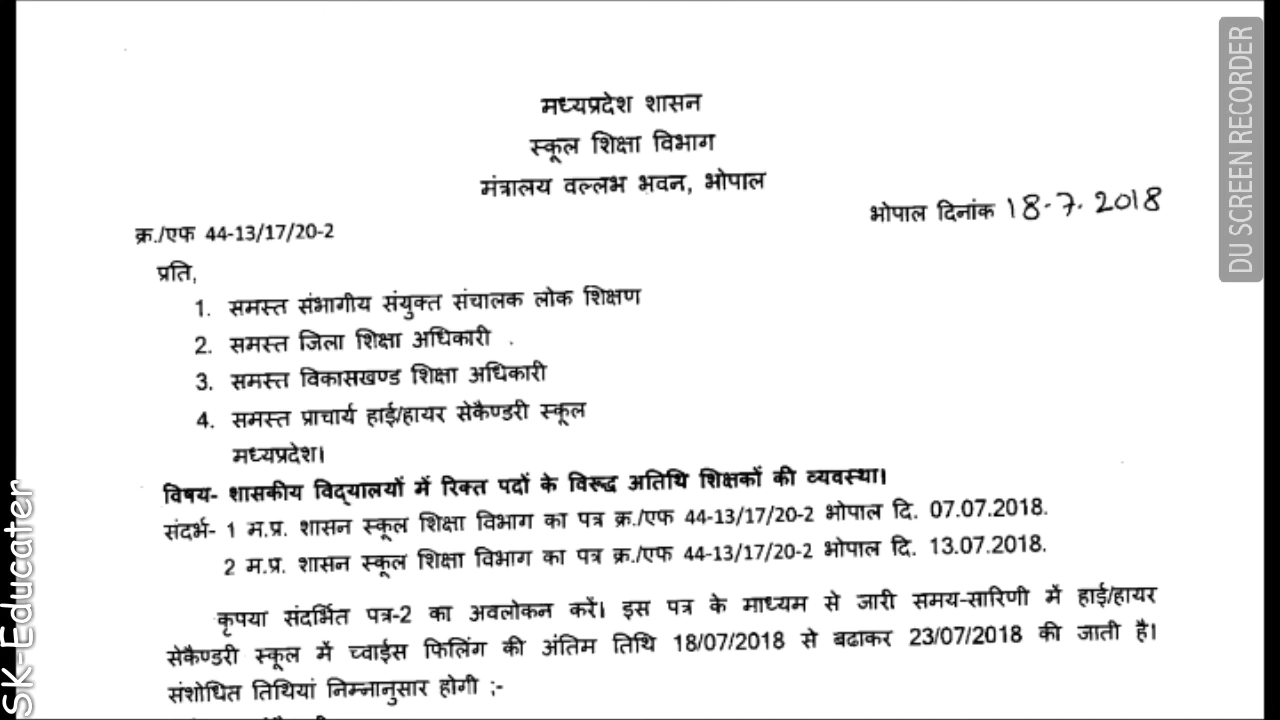 मध्यप्रदेश शासन
स्कूल शिक्षा विभाग
मंत्रालय वल्लभ भवन, भोपाल
भोपाल दिनांक 18.7.2018
क्र./एफ 44-13/17/20-2
प्रति,
1. समस्त संभागीय संयुक्त संचालक लोक शिक्षण
2. समस्त जिला शिक्षा अधिकारी .
3. समस्त विकासखण्ड शिक्षा अधिकारी
4. समस्त प्राचार्य हाई/हायर सेकैण्डरी स्कूल
मध्यप्रदेश।
विषय- शासकीय विद्यालयों में रिक्त पदों के विरूद्ध अतिथि शिक्षकों की व्यवस्था।
संदर्भ- 1 म.प्र. शासन स्कूल शिक्षा विभाग का पत्र क्र./एफ 44-13/17/20-2 भोपाल दि. 07.07.2018.
2 म.प्र. शासन स्कूल शिक्षा विभाग का पत्र क्र./एफ 44-13/17/20-2 भोपाल दि. 13.07.2018.
कृपया संदर्भित पत्र-2 का अवलोकन करें। इस पत्र के माध्यम से जारी समय-सारिणी में हाई/हायर
सेकैण्डरी स्कूल में च्वाईस फिलिंग की अंतिम तिथि 18/07/2018 से बढाकर 23/07/2018 की जाती है।
संशोधित तिथियां निम्नानुसार होगी ;-
DU SCREEN RECORDER
SK-Educater